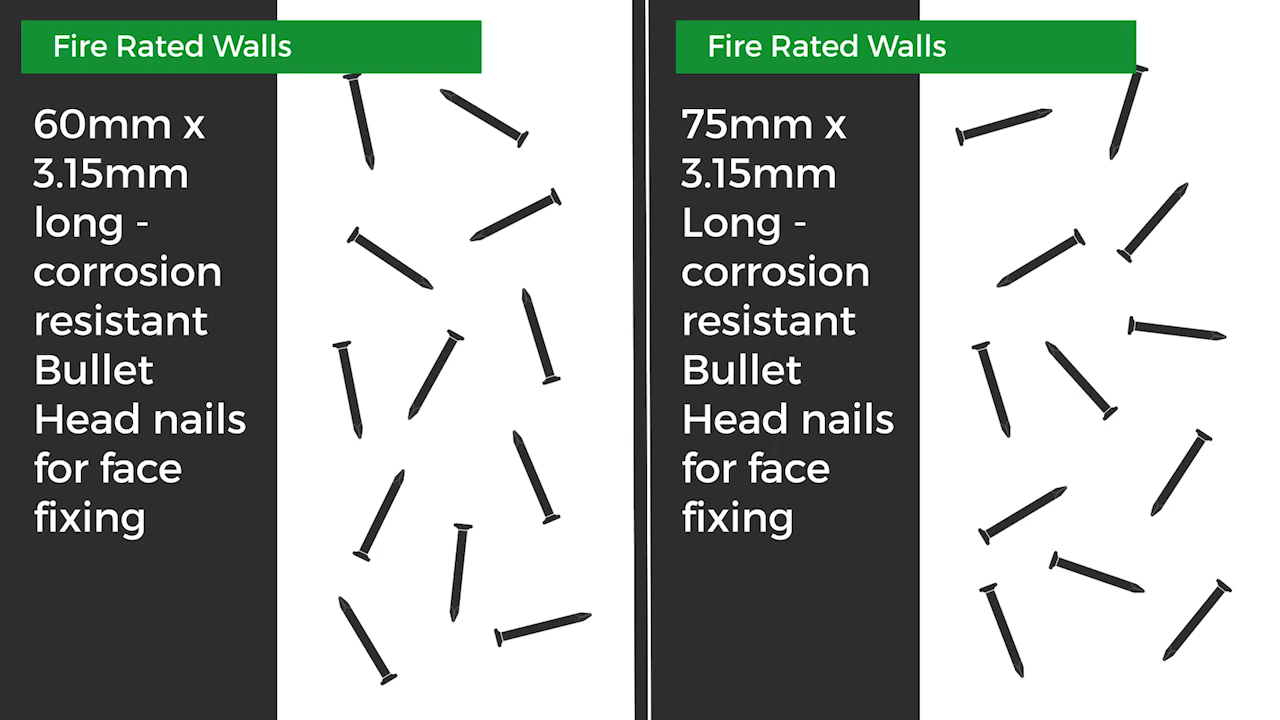 Fire Rated Walls
60mm x
3.15mm
long -
corrosion
resistant
Bullet
Head nails
for face
fixing
Fire Rated Walls
75mm x
3.15mm
Long -
corrosion
resistant
Bullet
Head nails
for face
fixing